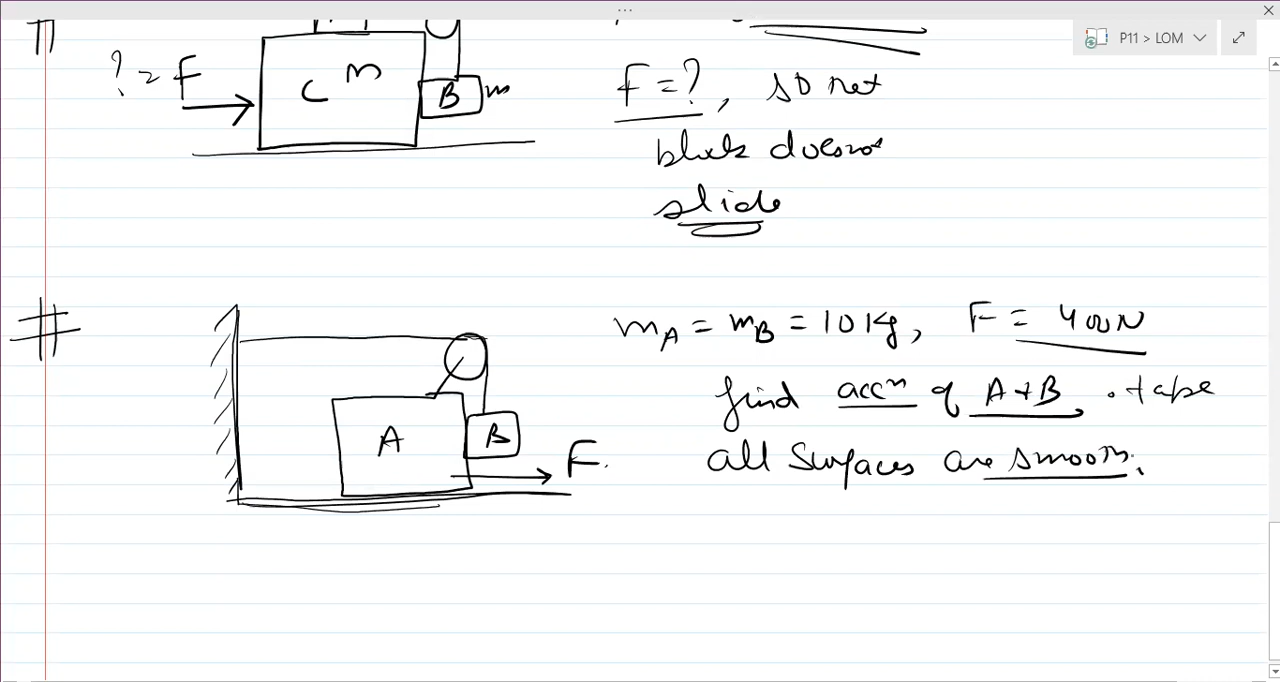 P11 > LOM
? = F
C m
B m
F = ?, so that
block doesnot
slide
#
A
B
F.
mA = mB = 10 Kg, F = 400N
find accⁿ of A + B . take
all surfaces are smooth.